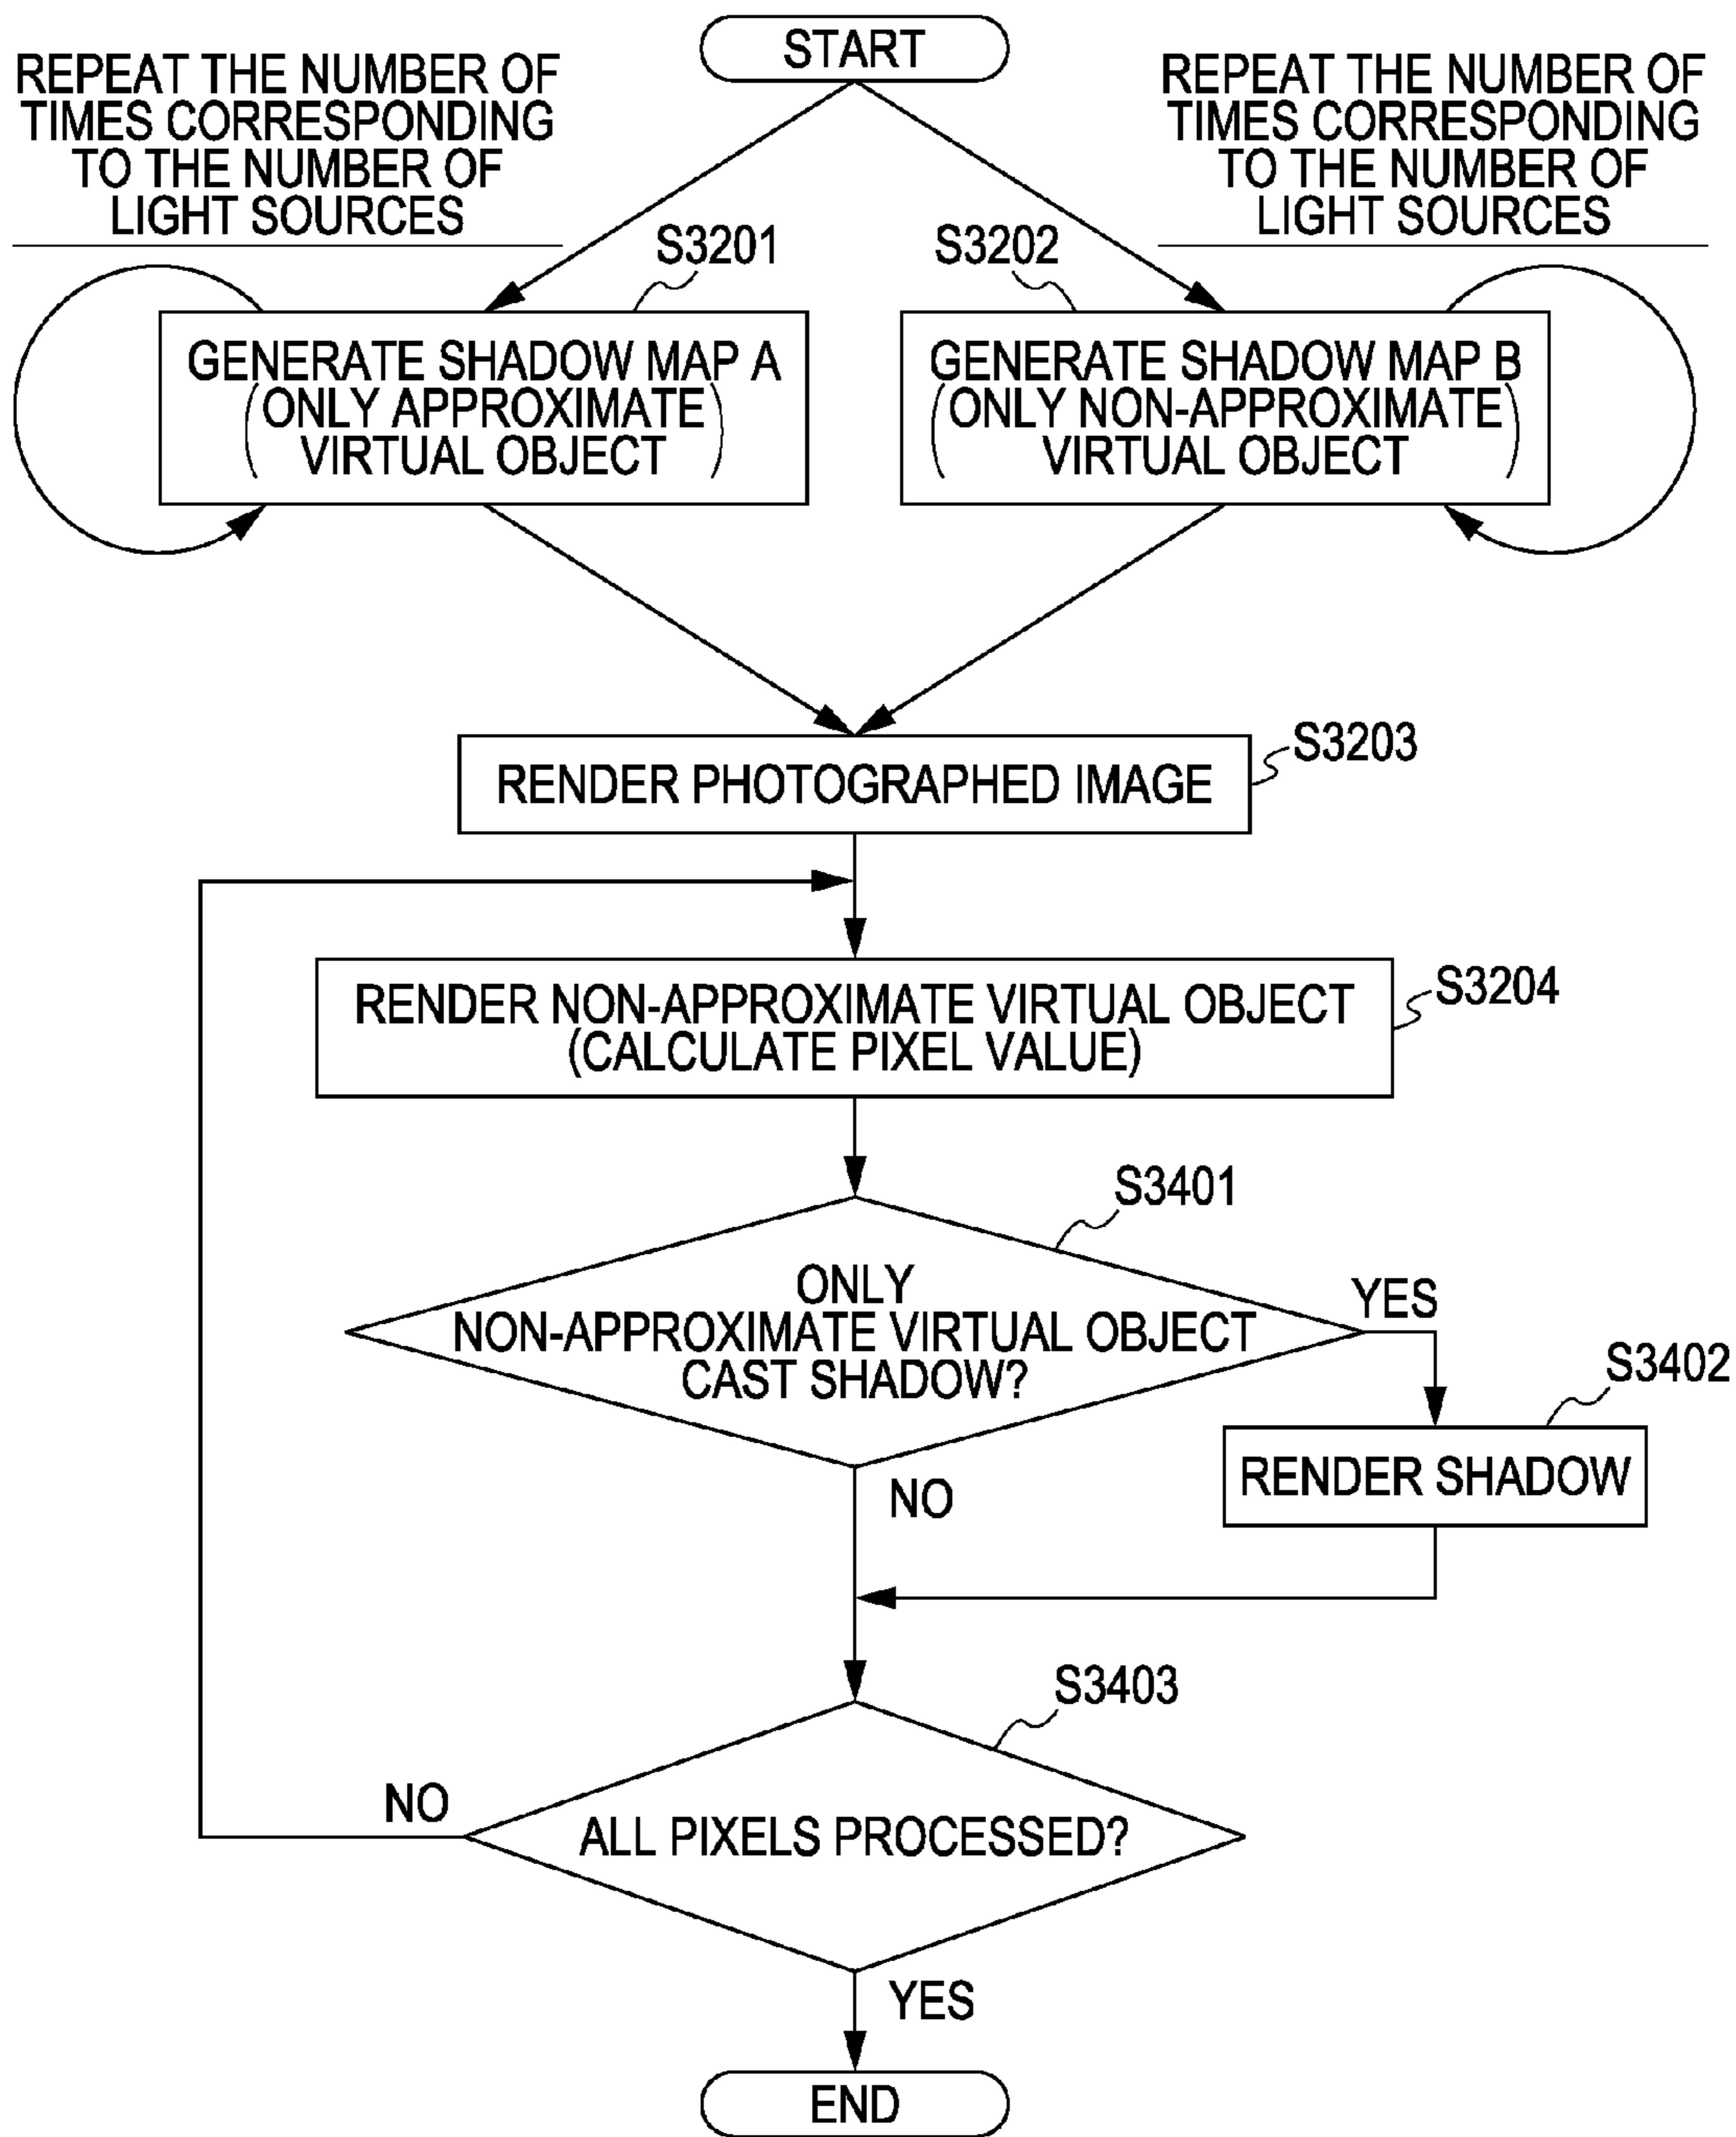 START
REPEAT THE NUMBER OF
TIMES CORRESPONDING
TO THE NUMBER OF
LIGHT SOURCES
REPEAT THE NUMBER OF
TIMES CORRESPONDING
TO THE NUMBER OF
LIGHT SOURCES
S3201
GENERATE SHADOW MAP A
(ONLY APPROXIMATE
VIRTUAL OBJECT)
S3202
GENERATE SHADOW MAP B
(ONLY NON-APPROXIMATE
VIRTUAL OBJECT)
S3203
RENDER PHOTOGRAPHED IMAGE
S3204
RENDER NON-APPROXIMATE VIRTUAL OBJECT
(CALCULATE PIXEL VALUE)
S3401
ONLY
NON-APPROXIMATE VIRTUAL OBJECT
CAST SHADOW?
YES
S3402
RENDER SHADOW
NO
S3403
ALL PIXELS PROCESSED?
NO
YES
END